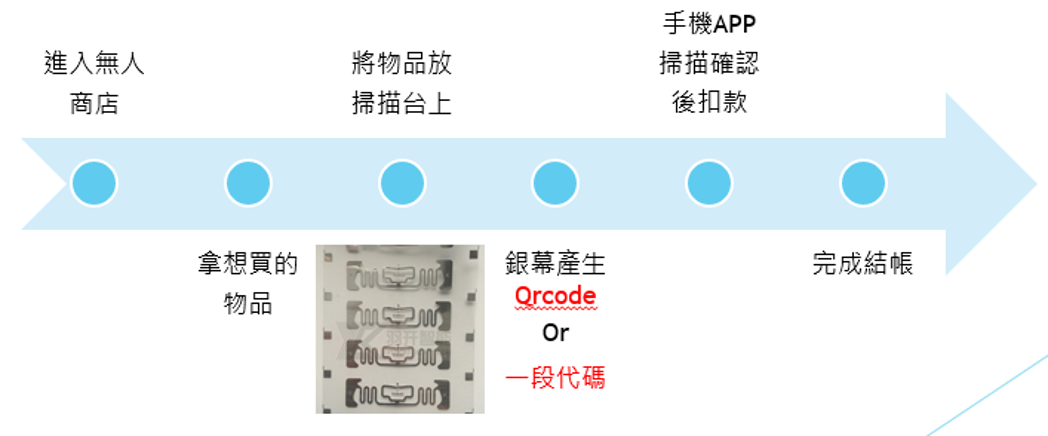 進入無人
商店
拿想買的
物品
將物品放
掃描台上
銀幕產生
Qrcode
Or
一段代碼
手機APP
掃描確認
後扣款
完成結帳